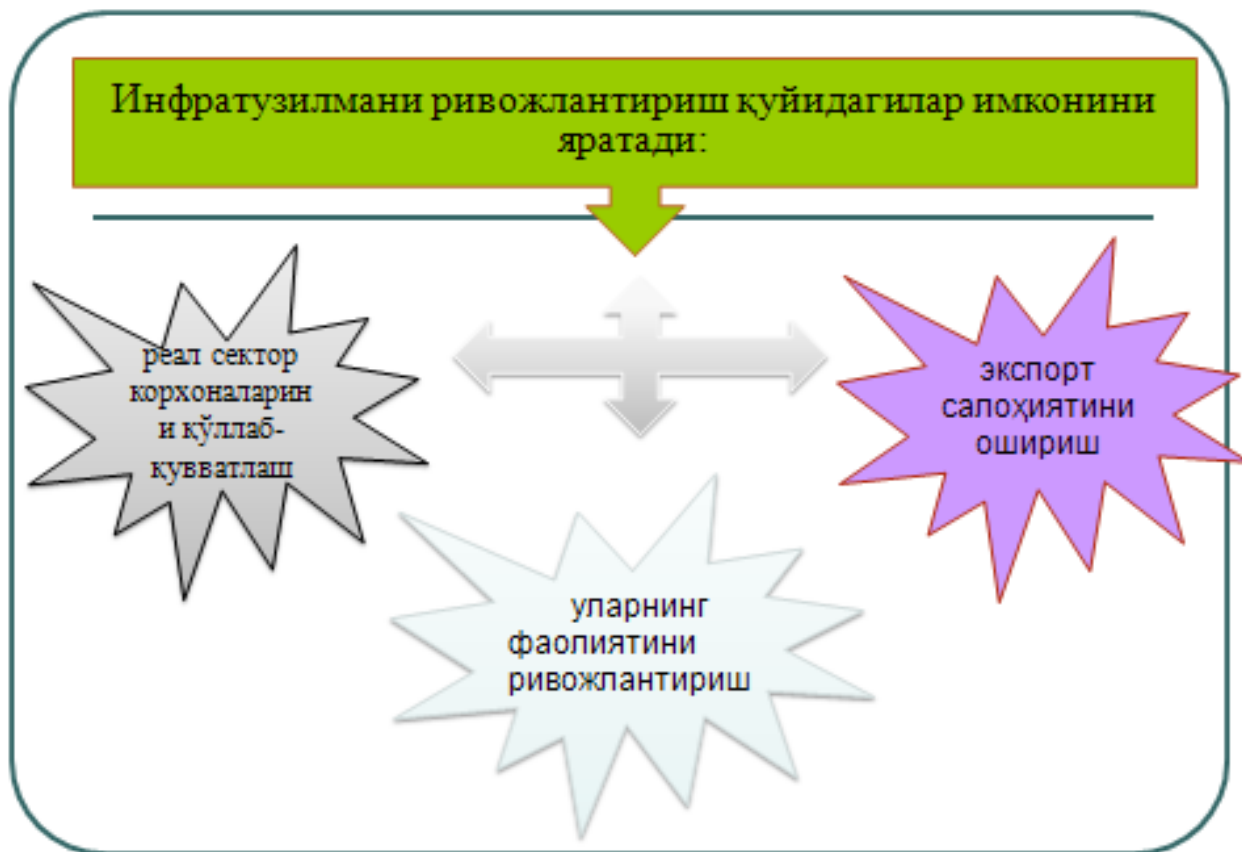 Инфратузилмани ривожлантириш қуйидагилар имконини
яратади:
реал сектор
корхоналарин
и қўллаб-
қувватлаш
экспорт
салоҳиятини
ошириш
уларнинг
фаолиятини
ривожлантириш